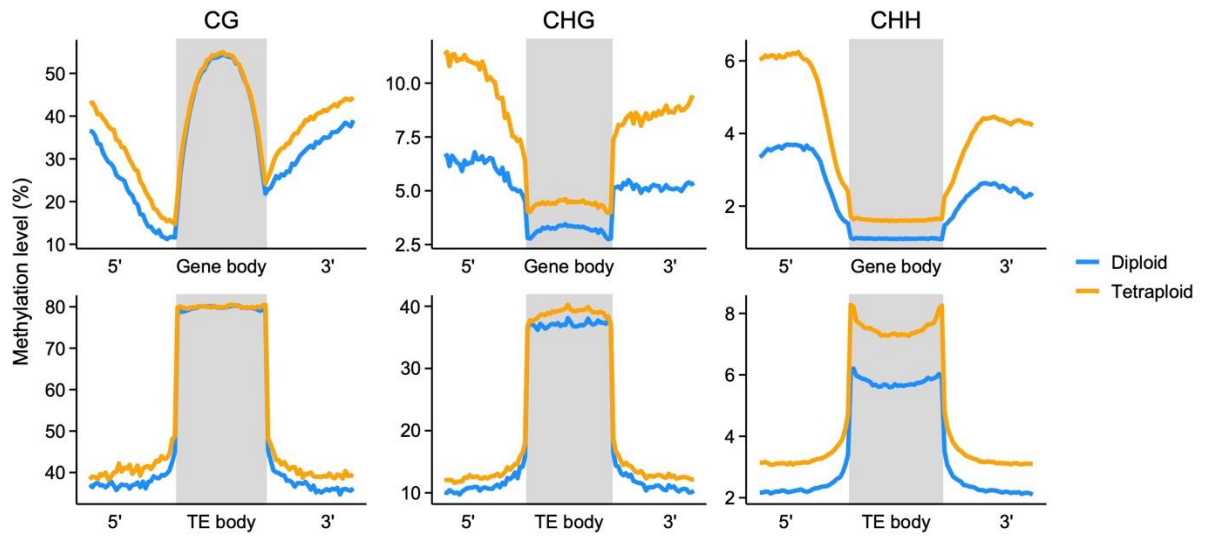 CG
CHG
CHH
Methylation level (%)
50
40
30
20
10
5' Gene body 3'
10.0
7.5
5.0
2.5
5' Gene body 3'
6
4
2
5' Gene body 3'
80
70
60
50
40
5' TE body 3'
40
30
20
10
5' TE body 3'
8
6
4
2
5' TE body 3'
Diploid
Tetraploid